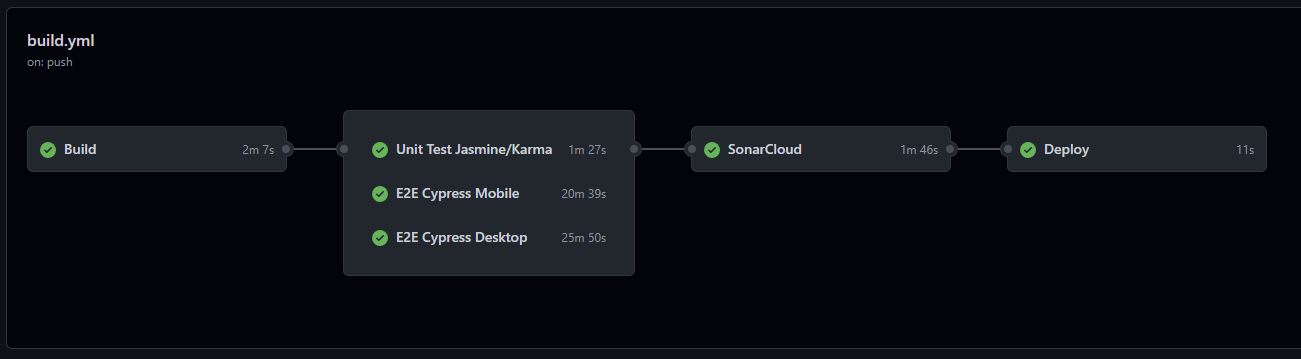 build.yml
on: push
Build 2m 7s
Unit Test Jasmine/Karma 1m 27s
E2E Cypress Mobile 20m 39s
E2E Cypress Desktop 25m 50s
SonarCloud 1m 46s
Deploy 11s